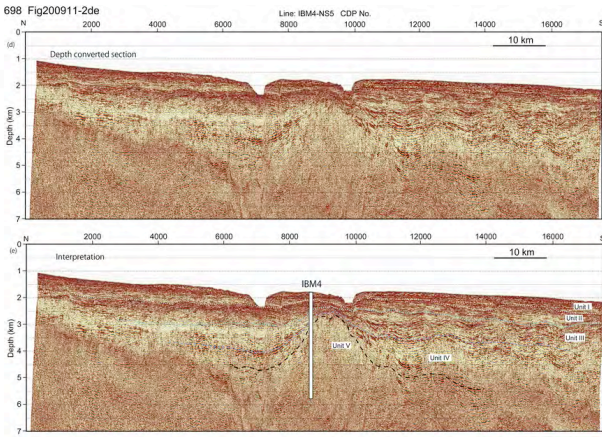 698 Fig200911-2de
Line: IBM4-NS5 CDP No.
N 2000 4000 6000 8000 10000 12000 14000 16000 S
(d)
Depth converted section
10 km
Depth (km)
0
1
2
3
4
5
6
7
N 2000 4000 6000 8000 10000 12000 14000 16000 S
(e)
Interpretation
10 km
IBM4
Depth (km)
0
1
2
3
4
5
6
7
Unit I
Unit II
Unit III
Unit V
Unit IV